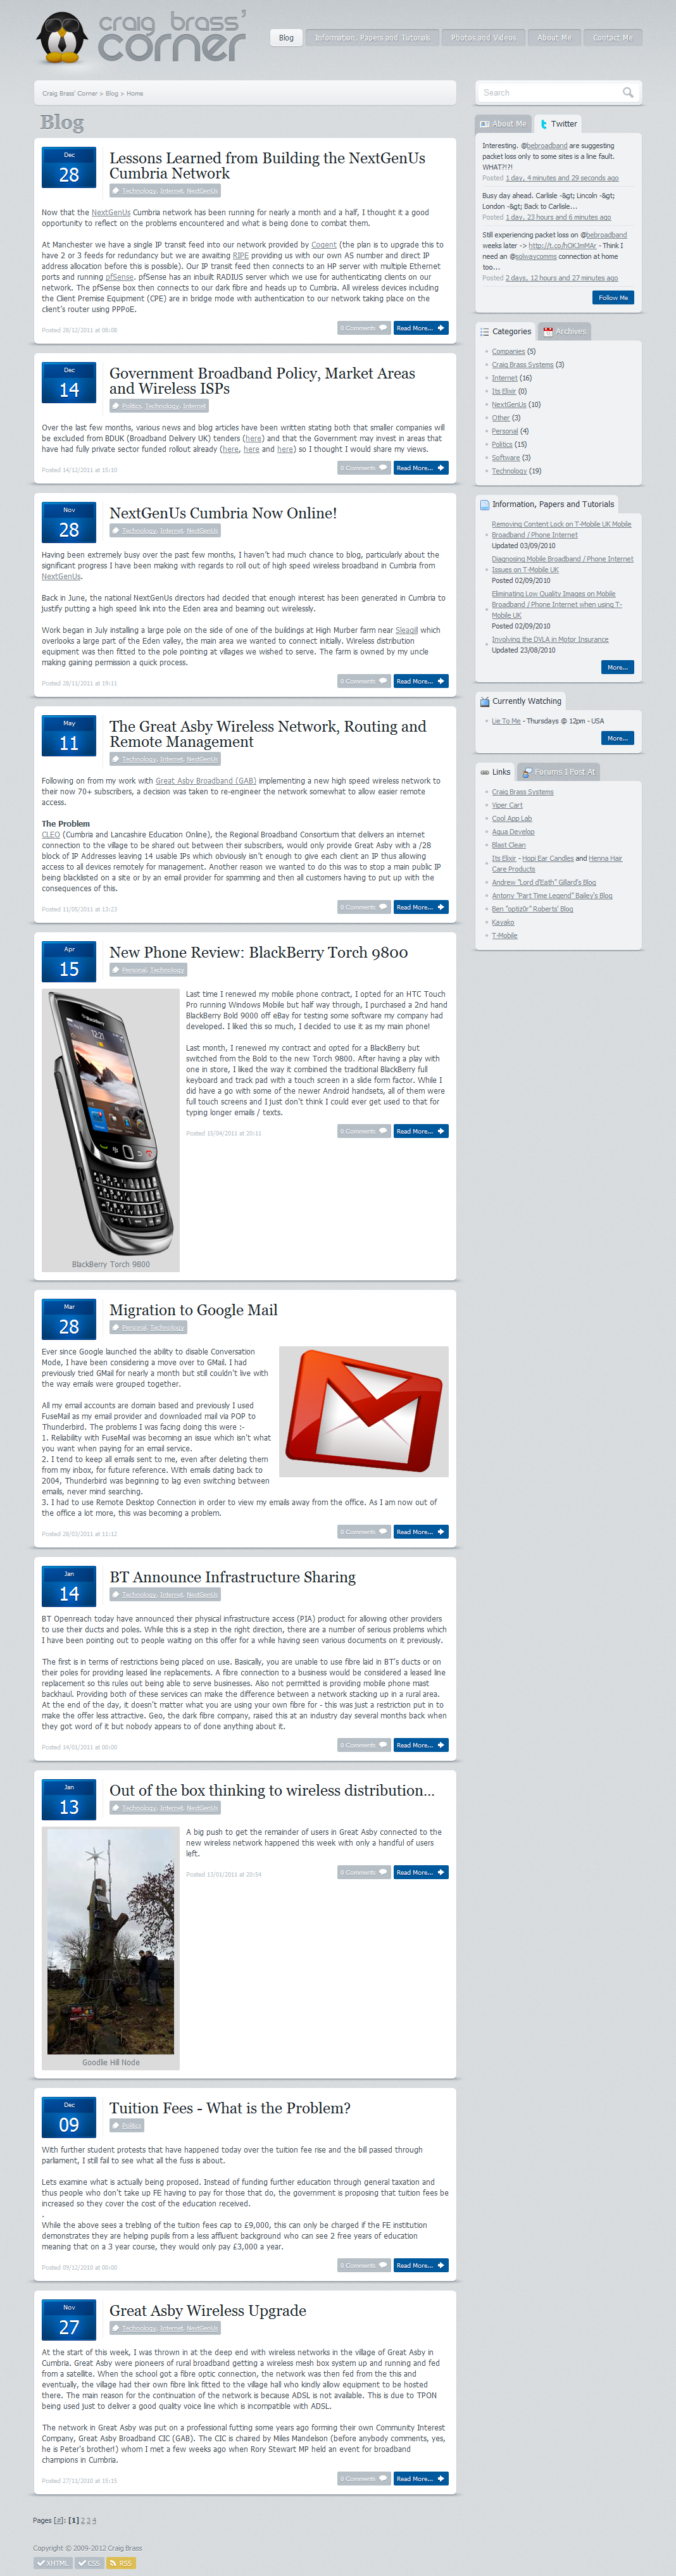 craig brass'
corner
Blog
Information, Papers and Tutorials
Photos and Videos
About Me
Contact Me
Craig Brass' Corner > Blog > Home
Blog
Dec
28
Lessons Learned from Building the NextGenUs
Cumbria Network
Technology, Internet, NextGenUs
Now that the NextGenUs Cumbria network has been running for nearly a month and a half, I thought it a good
opportunity to reflect on the problems encountered and what is being done to combat them.
At Manchester we have a single IP transit feed into our network provided by Cogent (the plan is to upgrade this to
have 2 or 3 feeds for redundancy but we are awaiting RIPE providing us with our own AS number and direct IP
address allocation before this is possible). Our IP transit feed then connects to an HP server with multiple Ethernet
ports and running pfSense. pfSense has an inbuilt RADIUS server which we use for authenticating clients on our
network. The pfSense box then connects to our dark fibre and heads up to Cumbria. All wireless devices including
the Client Premise Equipment (CPE) are in bridge mode with authentication to our network taking place on the
client's router using PPPoE.
Posted 28/12/2011 at 08:08
0 Comments
Read More...
Dec
14
Government Broadband Policy, Market Areas
and Wireless ISPs
Politics, Technology, Internet
Over the last few months, various news and blog articles have been written stating both that smaller companies will
be excluded from BDUK (Broadband Delivery UK) tenders (here) and that the Government may invest in areas that
have had fully private sector funded rollout already (here, here and here) so I thought I would share my views.
Posted 14/12/2011 at 15:10
0 Comments
Read More...
Nov
28
NextGenUs Cumbria Now Online!
Technology, Internet, NextGenUs
Having been extremely busy over the past few months, I haven't had much chance to blog, particularly about the
significant progress I have been making with regards to roll out of high speed wireless broadband in Cumbria from
NextGenUs.
Back in June, the national NextGenUs directors had decided that enough interest has been generated in Cumbria to
justify putting a high speed link into the Eden area and beaming out wirelessly.
Work began in July installing a large pole on the side of one of the buildings at High Murber farm near Sleagill which
overlooks a large part of the Eden valley, the main area we wanted to connect initially. Wireless distribution
equipment was then fitted to the pole pointing at villages we wished to serve. The farm is owned by my uncle
making gaining permission a quick process.
Posted 28/11/2011 at 19:11
0 Comments
Read More...
May
11
The Great Asby Wireless Network, Routing and
Remote Management
Technology, Internet, NextGenUs
Following on from my work with Great Asby Broadband (GAB) implementing a new high speed wireless network to
their now 70+ subscribers, a decision was taken to re-engineer the network somewhat to allow easier remote
access.
The Problem
CLEO (Cumbria and Lancashire Education Online), the Regional Broadband Consortium that delivers an internet
connection to the village to be shared out between their subscribers, would only provide Great Asby with a /28
block of IP Addresses leaving 14 usable IPs which obviously isn't enough to give each client an IP thus allowing
access to all devices remotely for management. Another reason we wanted to do this was to stop a main public IP
being blacklisted on a site or by an email provider for spamming and then all customers having to put up with the
consequences of this.
Posted 11/05/2011 at 13:23
0 Comments
Read More...
Apr
15
New Phone Review: BlackBerry Torch 9800
Personal, Technology
Last time I renewed my mobile phone contract, I opted for an HTC Touch
Pro running Windows Mobile but half way through, I purchased a 2nd hand
BlackBerry Bold 9000 off eBay for testing some software my company had
developed. I liked this so much, I decided to use it as my main phone!
Last month, I renewed my contract and opted for a BlackBerry but
switched from the Bold to the new Torch 9800. After having a play with
one in store, I liked the way it combined the traditional BlackBerry full
keyboard and track pad with a touch screen in a slide form factor. While I
did have a go with some of the newer Android handsets, all of them were
full touch screens and I just don't think I could ever get used to that for
typing longer emails / texts.
Posted 15/04/2011 at 20:11
0 Comments
Read More...
BlackBerry Torch 9800
Mar
28
Migration to Google Mail
Personal, Technology
Ever since Google launched the ability to disable Conversation
Mode, I have been considering a move over to GMail. I had
previously tried GMail for nearly a month but still couldn't live with
the way emails were grouped together.
All my email accounts are domain based and previously I used
FuseMail as my email provider and downloaded mail via POP to
Thunderbird. The problems I was facing doing this were :-
1. Reliability with FuseMail was becoming an issue which isn't what
you want when paying for an email service.
2. I tend to keep all emails sent to me, even after deleting them
from my inbox, for future reference. With emails dating back to
2004, Thunderbird was beginning to lag even switching between
emails, never mind searching.
3. I had to use Remote Desktop Connection in order to view my emails away from the office. As I am now out of
the office a lot more, this was becoming a problem.
Posted 28/03/2011 at 11:12
0 Comments
Read More...
Jan
14
BT Announce Infrastructure Sharing
Technology, Internet, NextGenUs
BT Openreach today have announced their physical infrastructure access (PIA) product for allowing other providers
to use their ducts and poles. While this is a step in the right direction, there are a number of serious problems which
I have been pointing out to people waiting on this offer for a while having seen various documents on it previously.
The first is in terms of restrictions being placed on use. Basically, you are unable to use fibre laid in BT's ducts or on
their poles for providing leased line replacements. A fibre connection to a business would be considered a leased line
replacement so this rules out being able to serve businesses. Also not permitted is providing mobile phone mast
backhaul. Providing both of these services can make the difference between a network stacking up in a rural area.
At the end of the day, it doesn't matter what you are using your own fibre for - this was just a restriction put in to
make the offer less attractive. Geo, the dark fibre company, raised this at an industry day several months back when
they got word of it but nobody appears to of done anything about it.
Posted 14/01/2011 at 00:00
0 Comments
Read More...
Jan
13
Out of the box thinking to wireless distribution...
Technology, Internet, NextGenUs
A big push to get the remainder of users in Great Asby connected to the
new wireless network happened this week with only a handful of users
left.
Posted 13/01/2011 at 20:54
0 Comments
Read More...
Goodlie Hill Node
Dec
09
Tuition Fees - What is the Problem?
Politics
With further student protests that have happened today over the tuition fee rise and the bill passed through
parliament, I still fail to see what all the fuss is about.
Lets examine what is actually being proposed. Instead of funding further education through general taxation and
thus people who don't take up FE having to pay for those that do, the government is proposing that tuition fees be
increased so they cover the cost of the education received.
.
While the above sees a trebling of the tuition fees cap to £9,000, this can only be charged if the FE institution
demonstrates they are helping pupils from a less affluent background who can see 2 free years of education
meaning that on a 3 year course, they would only pay £3,000 a year.
Posted 09/12/2010 at 00:00
0 Comments
Read More...
Nov
27
Great Asby Wireless Upgrade
Technology, Internet, NextGenUs
At the start of this week, I was thrown in at the deep end with wireless networks in the village of Great Asby in
Cumbria. Great Asby were pioneers of rural broadband getting a wireless mesh box system up and running and fed
from a satellite. When the school got a fibre optic connection, the network was then fed from the this and
eventually, the village had their own fibre link fitted to the village hall who kindly allow equipment to be hosted
there. The main reason for the continuation of the network is because ADSL is not available. This is due to TPON
being used just to deliver a good quality voice line which is incompatible with ADSL.
The network in Great Asby was put on a professional futting some years ago forming their own Community Interest
Company, Great Asby Broadband CIC (GAB). The CIC is chaired by Miles Mandelson (before anybody comments, yes,
he is Peter's brother!) whom I met a few weeks ago when Rory Stewart MP held an event for broadband
champions in Cumbria.
Posted 27/11/2010 at 15:15
0 Comments
Read More...
Pages [#]: [1] 2 3 4
Copyright © 2009-2012 Craig Brass
XHTML
CSS
RSS
Search
About Me
Twitter
Interesting. @bebroadband are suggesting
packet loss only to some sites is a line fault.
WHAT?!?!
Posted 1 day, 4 minutes and 29 seconds ago
Busy day ahead. Carlisle -&gt; Lincoln -&gt;
London -&gt; Back to Carlisle...
Posted 1 day, 23 hours and 6 minutes ago
Still experiencing packet loss on @bebroadband
weeks later -> http://t.co/hOKJmMAr - Think I
need an @solwaycomms connection at home
too...
Posted 2 days, 12 hours and 27 minutes ago
Follow Me
Categories
Archives
Companies (5)
Craig Brass Systems (3)
Internet (16)
Its Elixir (0)
NextGenUs (10)
Other (3)
Personal (4)
Politics (15)
Software (3)
Technology (19)
Information, Papers and Tutorials
Removing Content Lock on T-Mobile UK Mobile
Broadband / Phone Internet
Updated 03/09/2010
Diagnosing Mobile Broadband / Phone Internet
Issues on T-Mobile UK
Posted 02/09/2010
Eliminating Low Quality Images on Mobile
Broadband / Phone Internet when using T-
Mobile UK
Posted 02/09/2010
Involving the DVLA in Motor Insurance
Updated 23/08/2010
More...
Currently Watching
Lie To Me - Thursdays @ 12pm - USA
More...
Links
Forums I Post At
Craig Brass Systems
Viper Cart
Cool App Lab
Aqua Develop
Blast Clean
Its Elixir - Hopi Ear Candles and Henna Hair
Care Products
Andrew "Lord d'Eath" Gillard's Blog
Antony "Part Time Legend" Bailey's Blog
Ben "optiz0r" Roberts' Blog
Kayako
T-Mobile